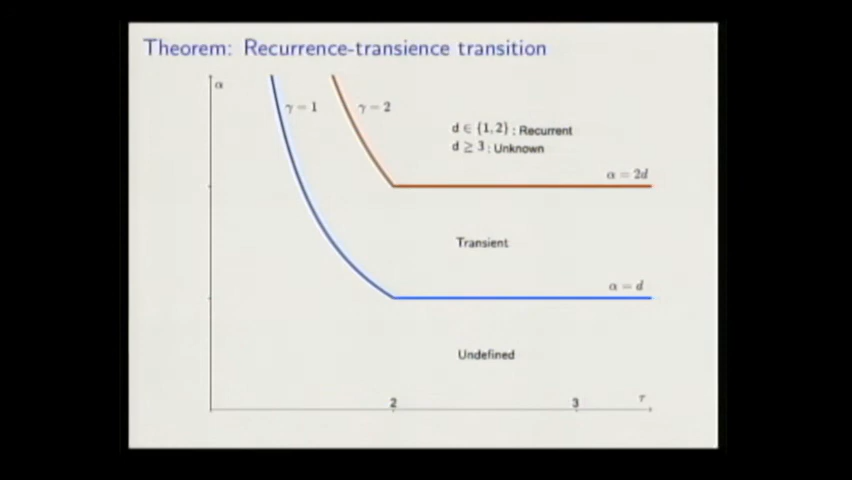 Theorem: Recurrence-transience transition
α
γ = 1
γ = 2
d ∈ {1, 2} : Recurrent
d ≥ 3 : Unknown
α = 2d
Transient
α = d
Undefined
2
3
τ